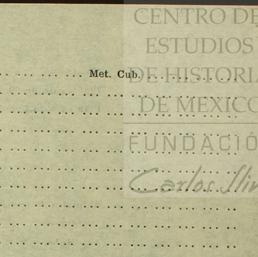 CENTRO DE
ESTUDIOS
. . . . . . . . . . Met. Cub. . . . . . . . . . .
DE HISTORIA
DE MEXICO
FUNDACIÓ
Carlos Slim